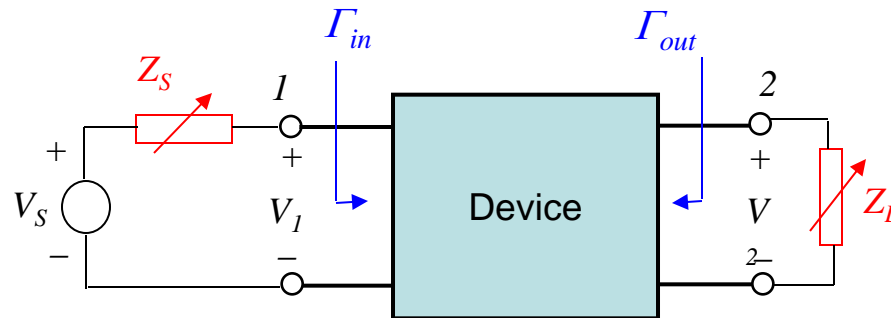 Γin
Γout
ZS
1
2
+
+
+
VS
V1
Device
V
ZL
−
−
2−